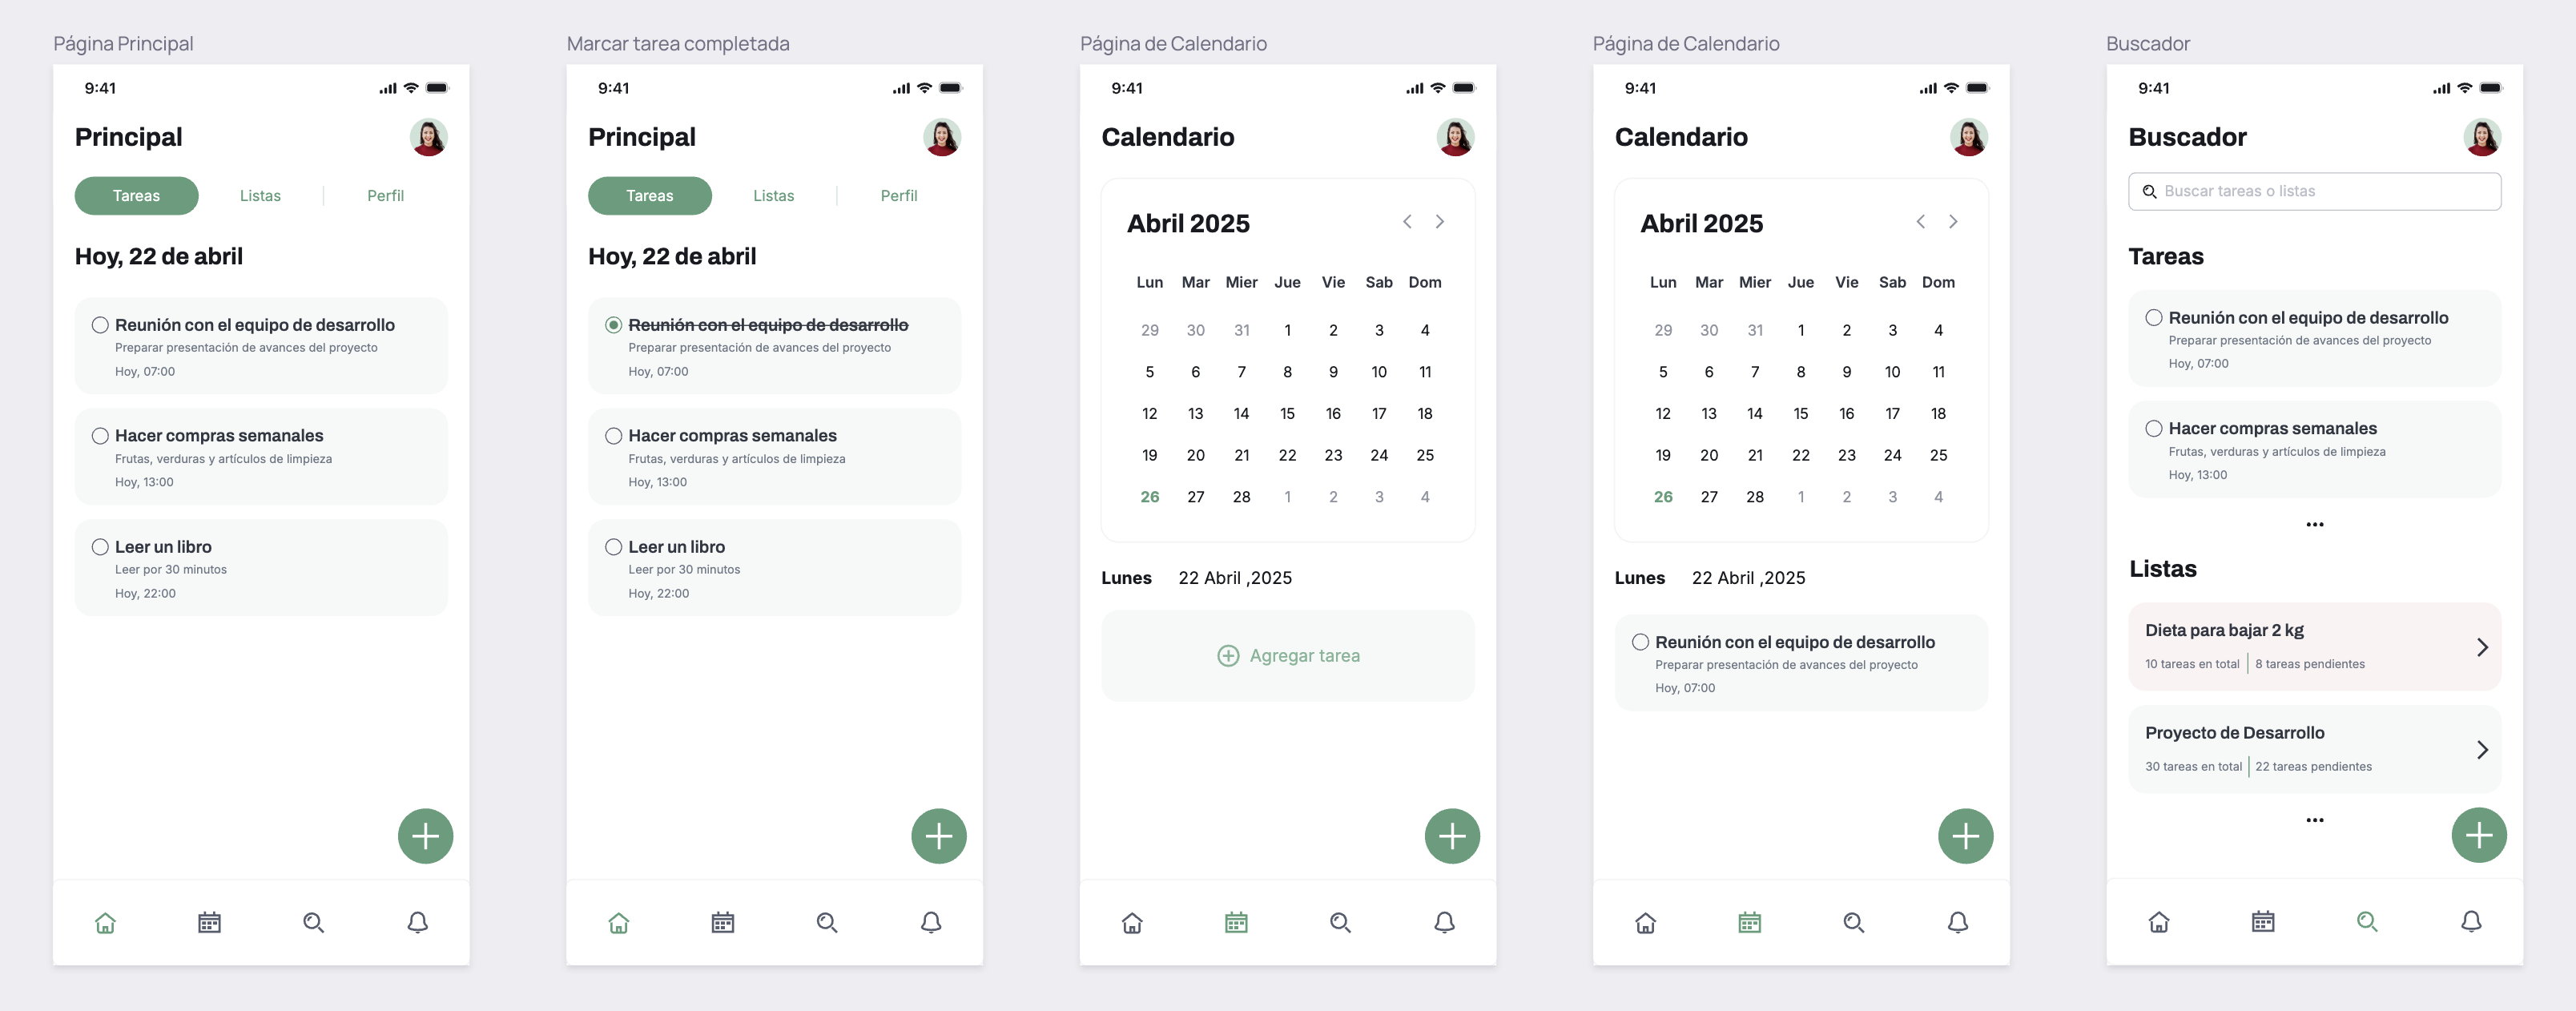 Página Principal
9:41
Principal
Tareas Listas Perfil
Hoy, 22 de abril
Reunión con el equipo de desarrollo
Preparar presentación de avances del proyecto
Hoy, 07:00
Hacer compras semanales
Frutas, verduras y artículos de limpieza
Hoy, 13:00
Leer un libro
Leer por 30 minutos
Hoy, 22:00
Marcar tarea completada
9:41
Principal
Tareas Listas Perfil
Hoy, 22 de abril
Reunión con el equipo de desarrollo
Preparar presentación de avances del proyecto
Hoy, 07:00
Hacer compras semanales
Frutas, verduras y artículos de limpieza
Hoy, 13:00
Leer un libro
Leer por 30 minutos
Hoy, 22:00
Página de Calendario
9:41
Calendario
Abril 2025
Lun Mar Mier Jue Vie Sab Dom
29 30 31 1 2 3 4
5 6 7 8 9 10 11
12 13 14 15 16 17 18
19 20 21 22 23 24 25
26 27 28 1 2 3 4
Lunes 22 Abril ,2025
Agregar tarea
Página de Calendario
9:41
Calendario
Abril 2025
Lun Mar Mier Jue Vie Sab Dom
29 30 31 1 2 3 4
5 6 7 8 9 10 11
12 13 14 15 16 17 18
19 20 21 22 23 24 25
26 27 28 1 2 3 4
Lunes 22 Abril ,2025
Reunión con el equipo de desarrollo
Preparar presentación de avances del proyecto
Hoy, 07:00
Buscador
9:41
Buscador
Buscar tareas o listas
Tareas
Reunión con el equipo de desarrollo
Preparar presentación de avances del proyecto
Hoy, 07:00
Hacer compras semanales
Frutas, verduras y artículos de limpieza
Hoy, 13:00
...
Listas
Dieta para bajar 2 kg
10 tareas en total 8 tareas pendientes
Proyecto de Desarrollo
30 tareas en total 22 tareas pendientes
...